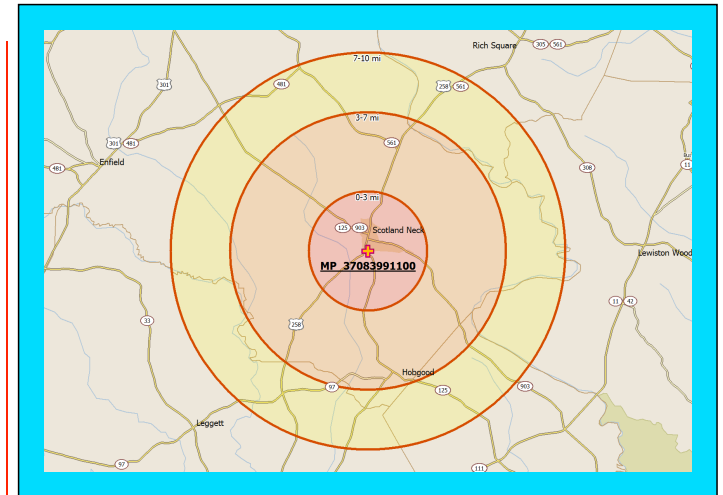 Rich Square
305 561
7-10 mi
301
481
258 561
3-7 mi
301 481
561
Enfield
481
308
11
0-3 mi
125 903
Scotland Neck
Lewiston Wood
MP 37083991100
11 42
33
258
Hobgood
97
125
903
Leggett
97
111